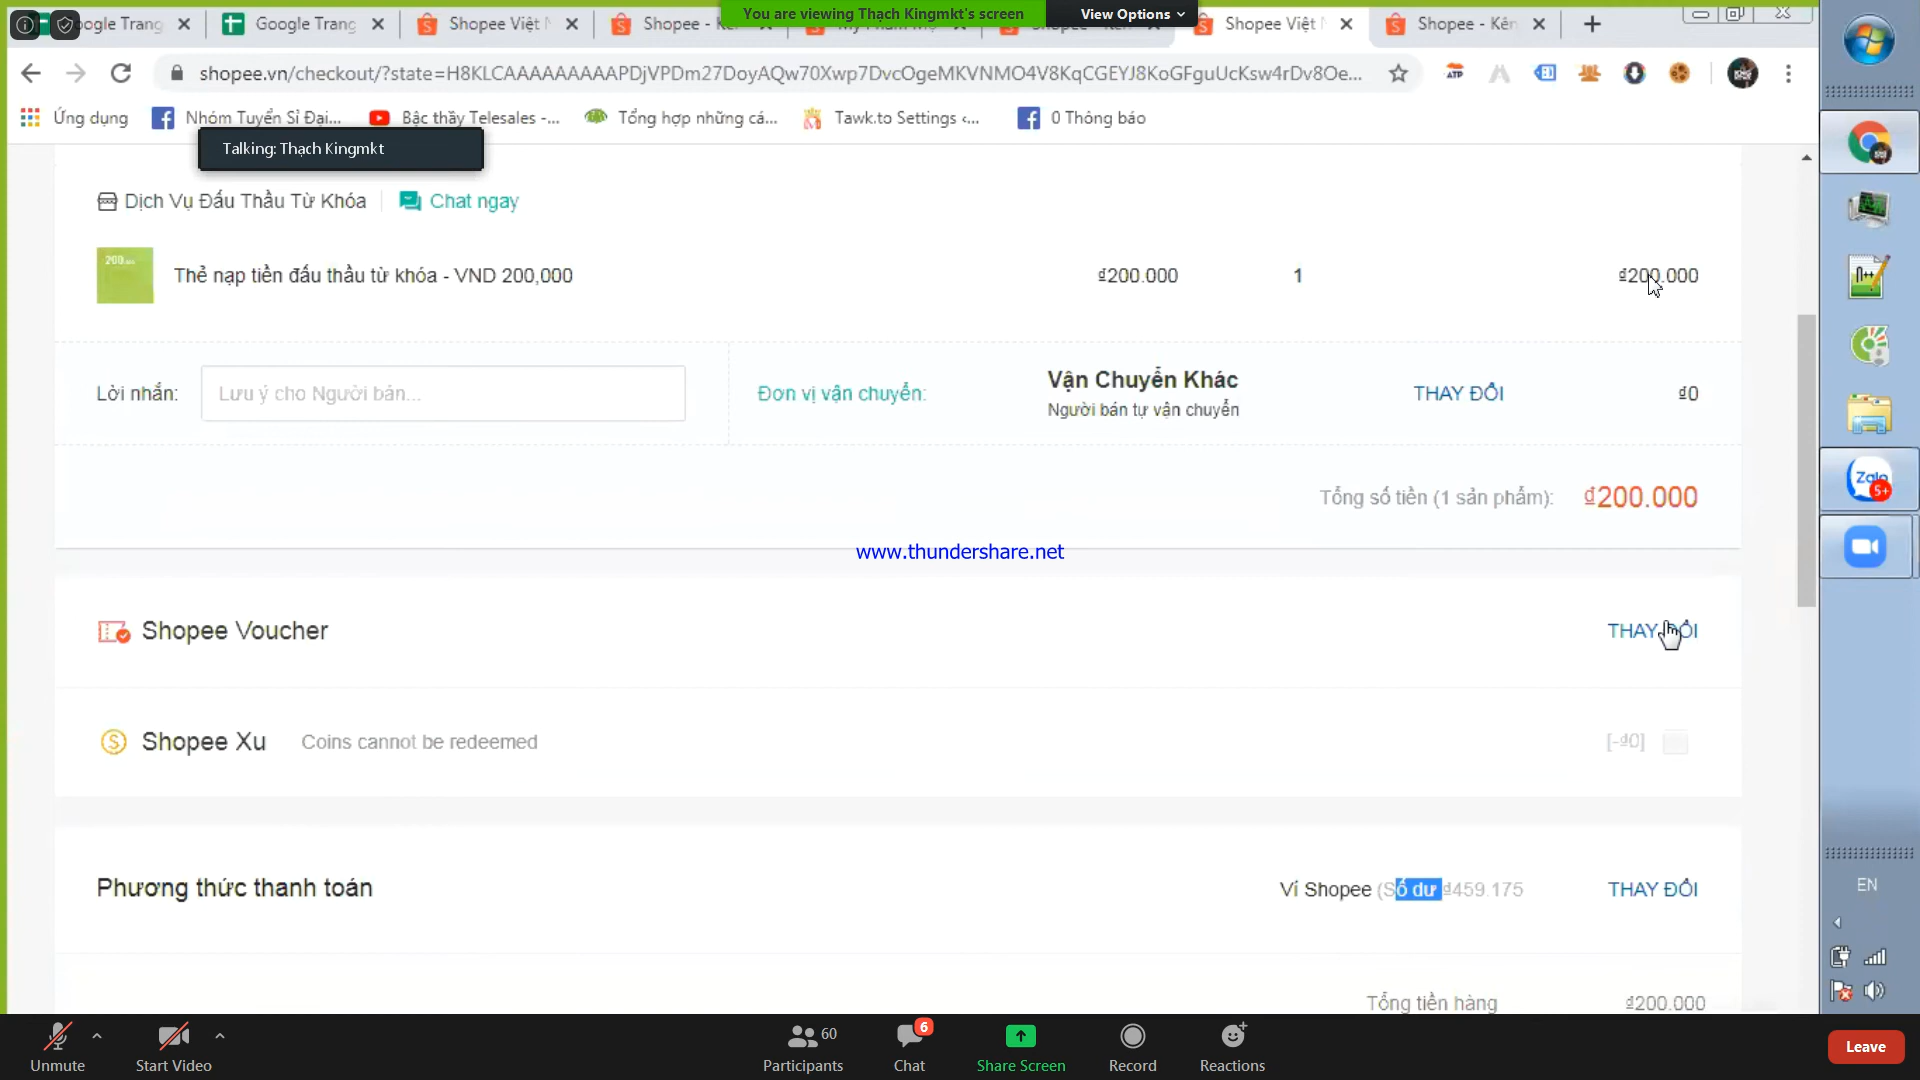 You are viewing Thạch Kingmkt's screen
View Options
Google Trang
Shopee Việt
Shopee - Kên
Shopee Việt
Shopee - Kên
shopee.vn/checkout/?state=H8KLCAAAAAAAAAPDjVPDm27DoyAQw70Xwp7DvcOgeMKVNMO4V8KqCGEYJ8KoGFguUcKsw4rDv8Oe...
Ứng dụng
Nhóm Tuyển Sỉ Đại...
Bậc thầy Telesales -...
Tổng hợp những cá...
Tawk.to Settings <...
0 Thông báo
Talking: Thạch Kingmkt
Dịch Vụ Đấu Thầu Từ Khóa
Chat ngay
200
Thẻ nạp tiền đấu thầu từ khóa - VND 200,000
₫200.000
1
₫200.000
Lời nhắn:
Lưu ý cho Người bán...
Đơn vị vận chuyển:
Vận Chuyển Khác
Người bán tự vận chuyển
THAY ĐỔI
₫0
Tổng số tiền (1 sản phẩm):
₫200.000
www.thundershare.net
Shopee Voucher
THAY ĐỔI
Shopee Xu
Coins cannot be redeemed
[-₫0]
Phương thức thanh toán
Ví Shopee (Số dư ₫459.175
THAY ĐỔI
Tổng tiền hàng
₫200.000
Zalo
5+
EN
Unmute
Start Video
60
Participants
6
Chat
Share Screen
Record
Reactions
Leave